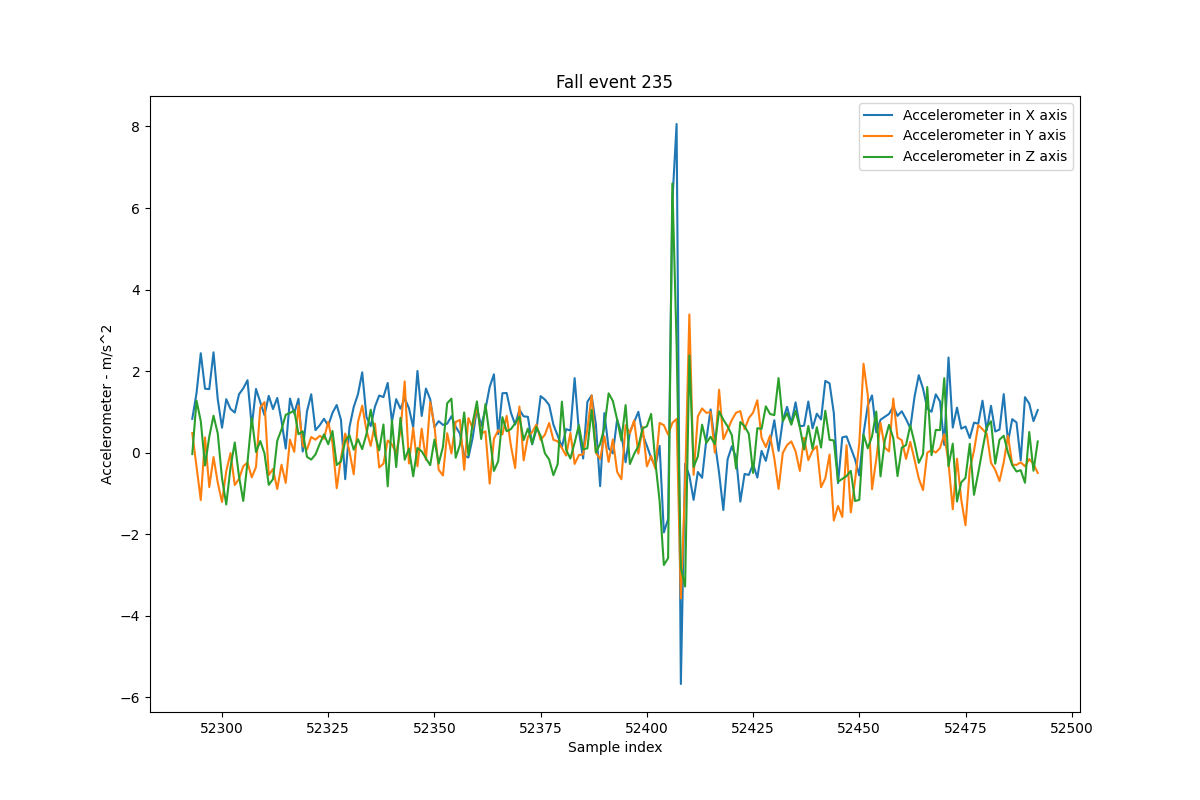 Fall event 235
Accelerometer in X axis
Accelerometer in Y axis
Accelerometer in Z axis
Accelerometer - m/s^2
8
6
4
2
0
−2
−4
−6
52300 52325 52350 52375 52400 52425 52450 52475 52500
Sample index